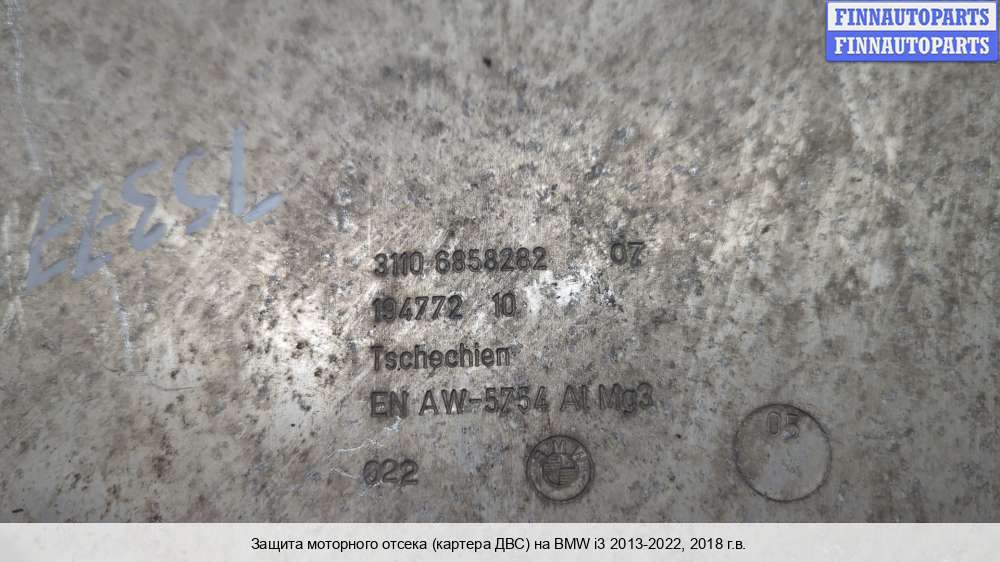 FINNAUTOPARTS
FINNAUTOPARTS
15377
3110 6858282 07
194772 10
Tschechien
EN AW-5754 Al Mg3
05
022
Защита моторного отсека (картера ДВС) на BMW i3 2013-2022, 2018 г.в.